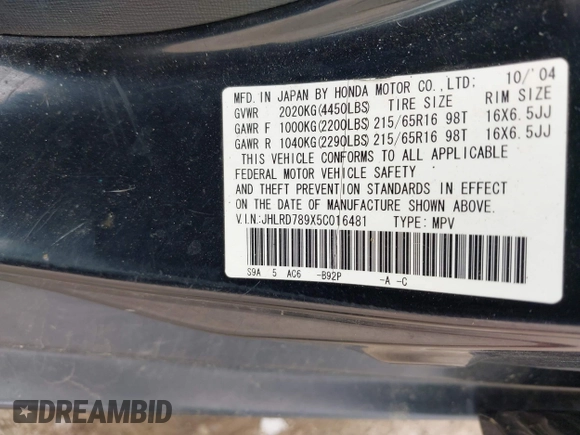 MFD. IN JAPAN BY HONDA MOTOR CO.,LTD: 10/'04
GVWR 2020KG(4450LBS) TIRE SIZE RIM SIZE
GAWR F 1000KG(2200LBS) 215/65R16 98T 16X6.5JJ
GAWR R 1040KG(2290LBS) 215/65R16 98T 16X6.5JJ
THIS VEHICLE CONFORMS TO ALL APPLICABLE
FEDERAL MOTOR VEHICLE SAFETY
AND THEFT PREVENTION STANDARDS IN EFFECT
ON THE DATE OF MANUFACTURE SHOWN ABOVE.
V.I.N:JHLRD789X5C016481 TYPE: MPV
S9A 5 AC6 -B92P -A -C
DREAMBID